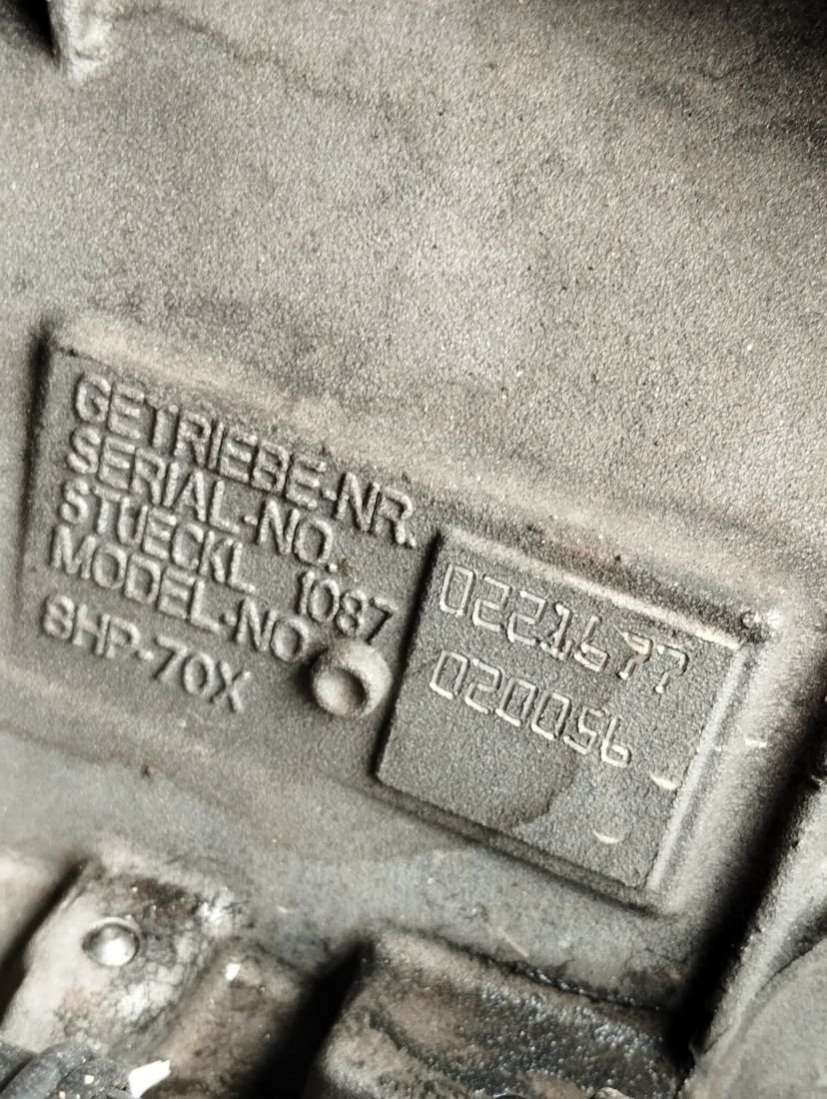 GETRIEBE-NR.
SERIAL-NO.
STUECKL 1087
MODEL-NO
8HP-70X
0221677
020056